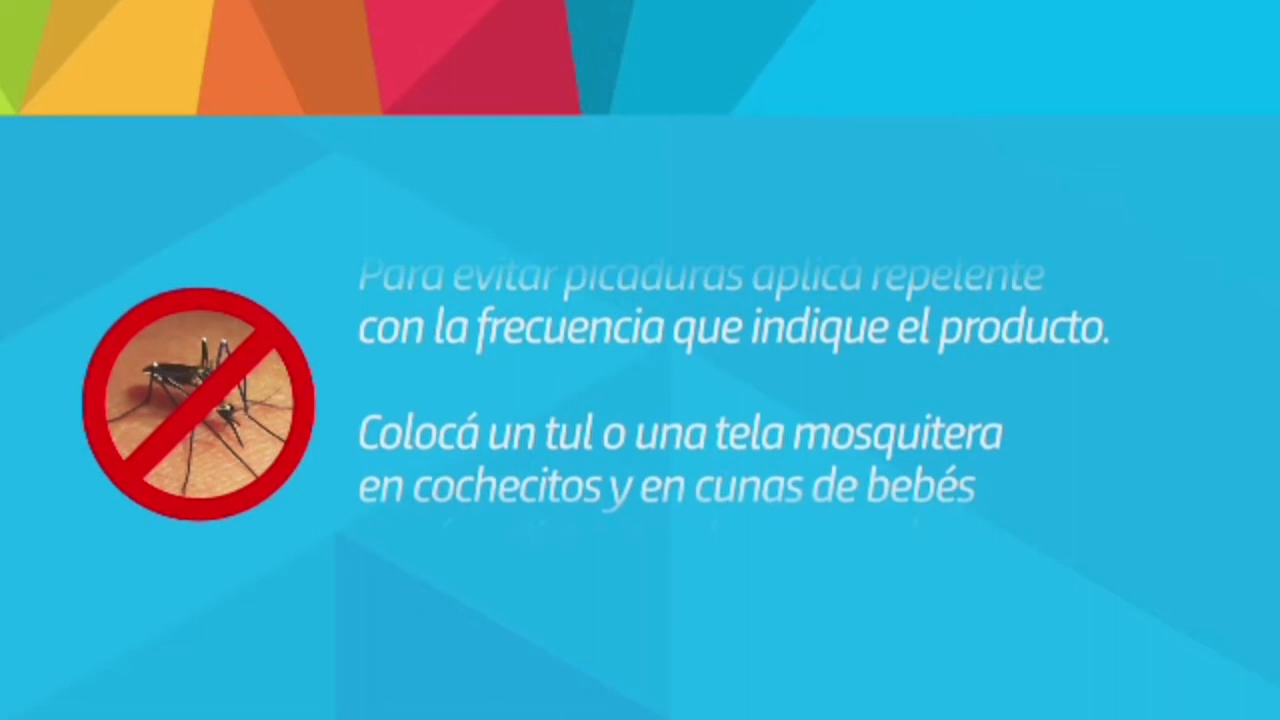 Para evitar picaduras aplicá repelente
con la frecuencia que indique el producto.
Colocá un tul o una tela mosquitera
en cochecitos y en cunas de bebés